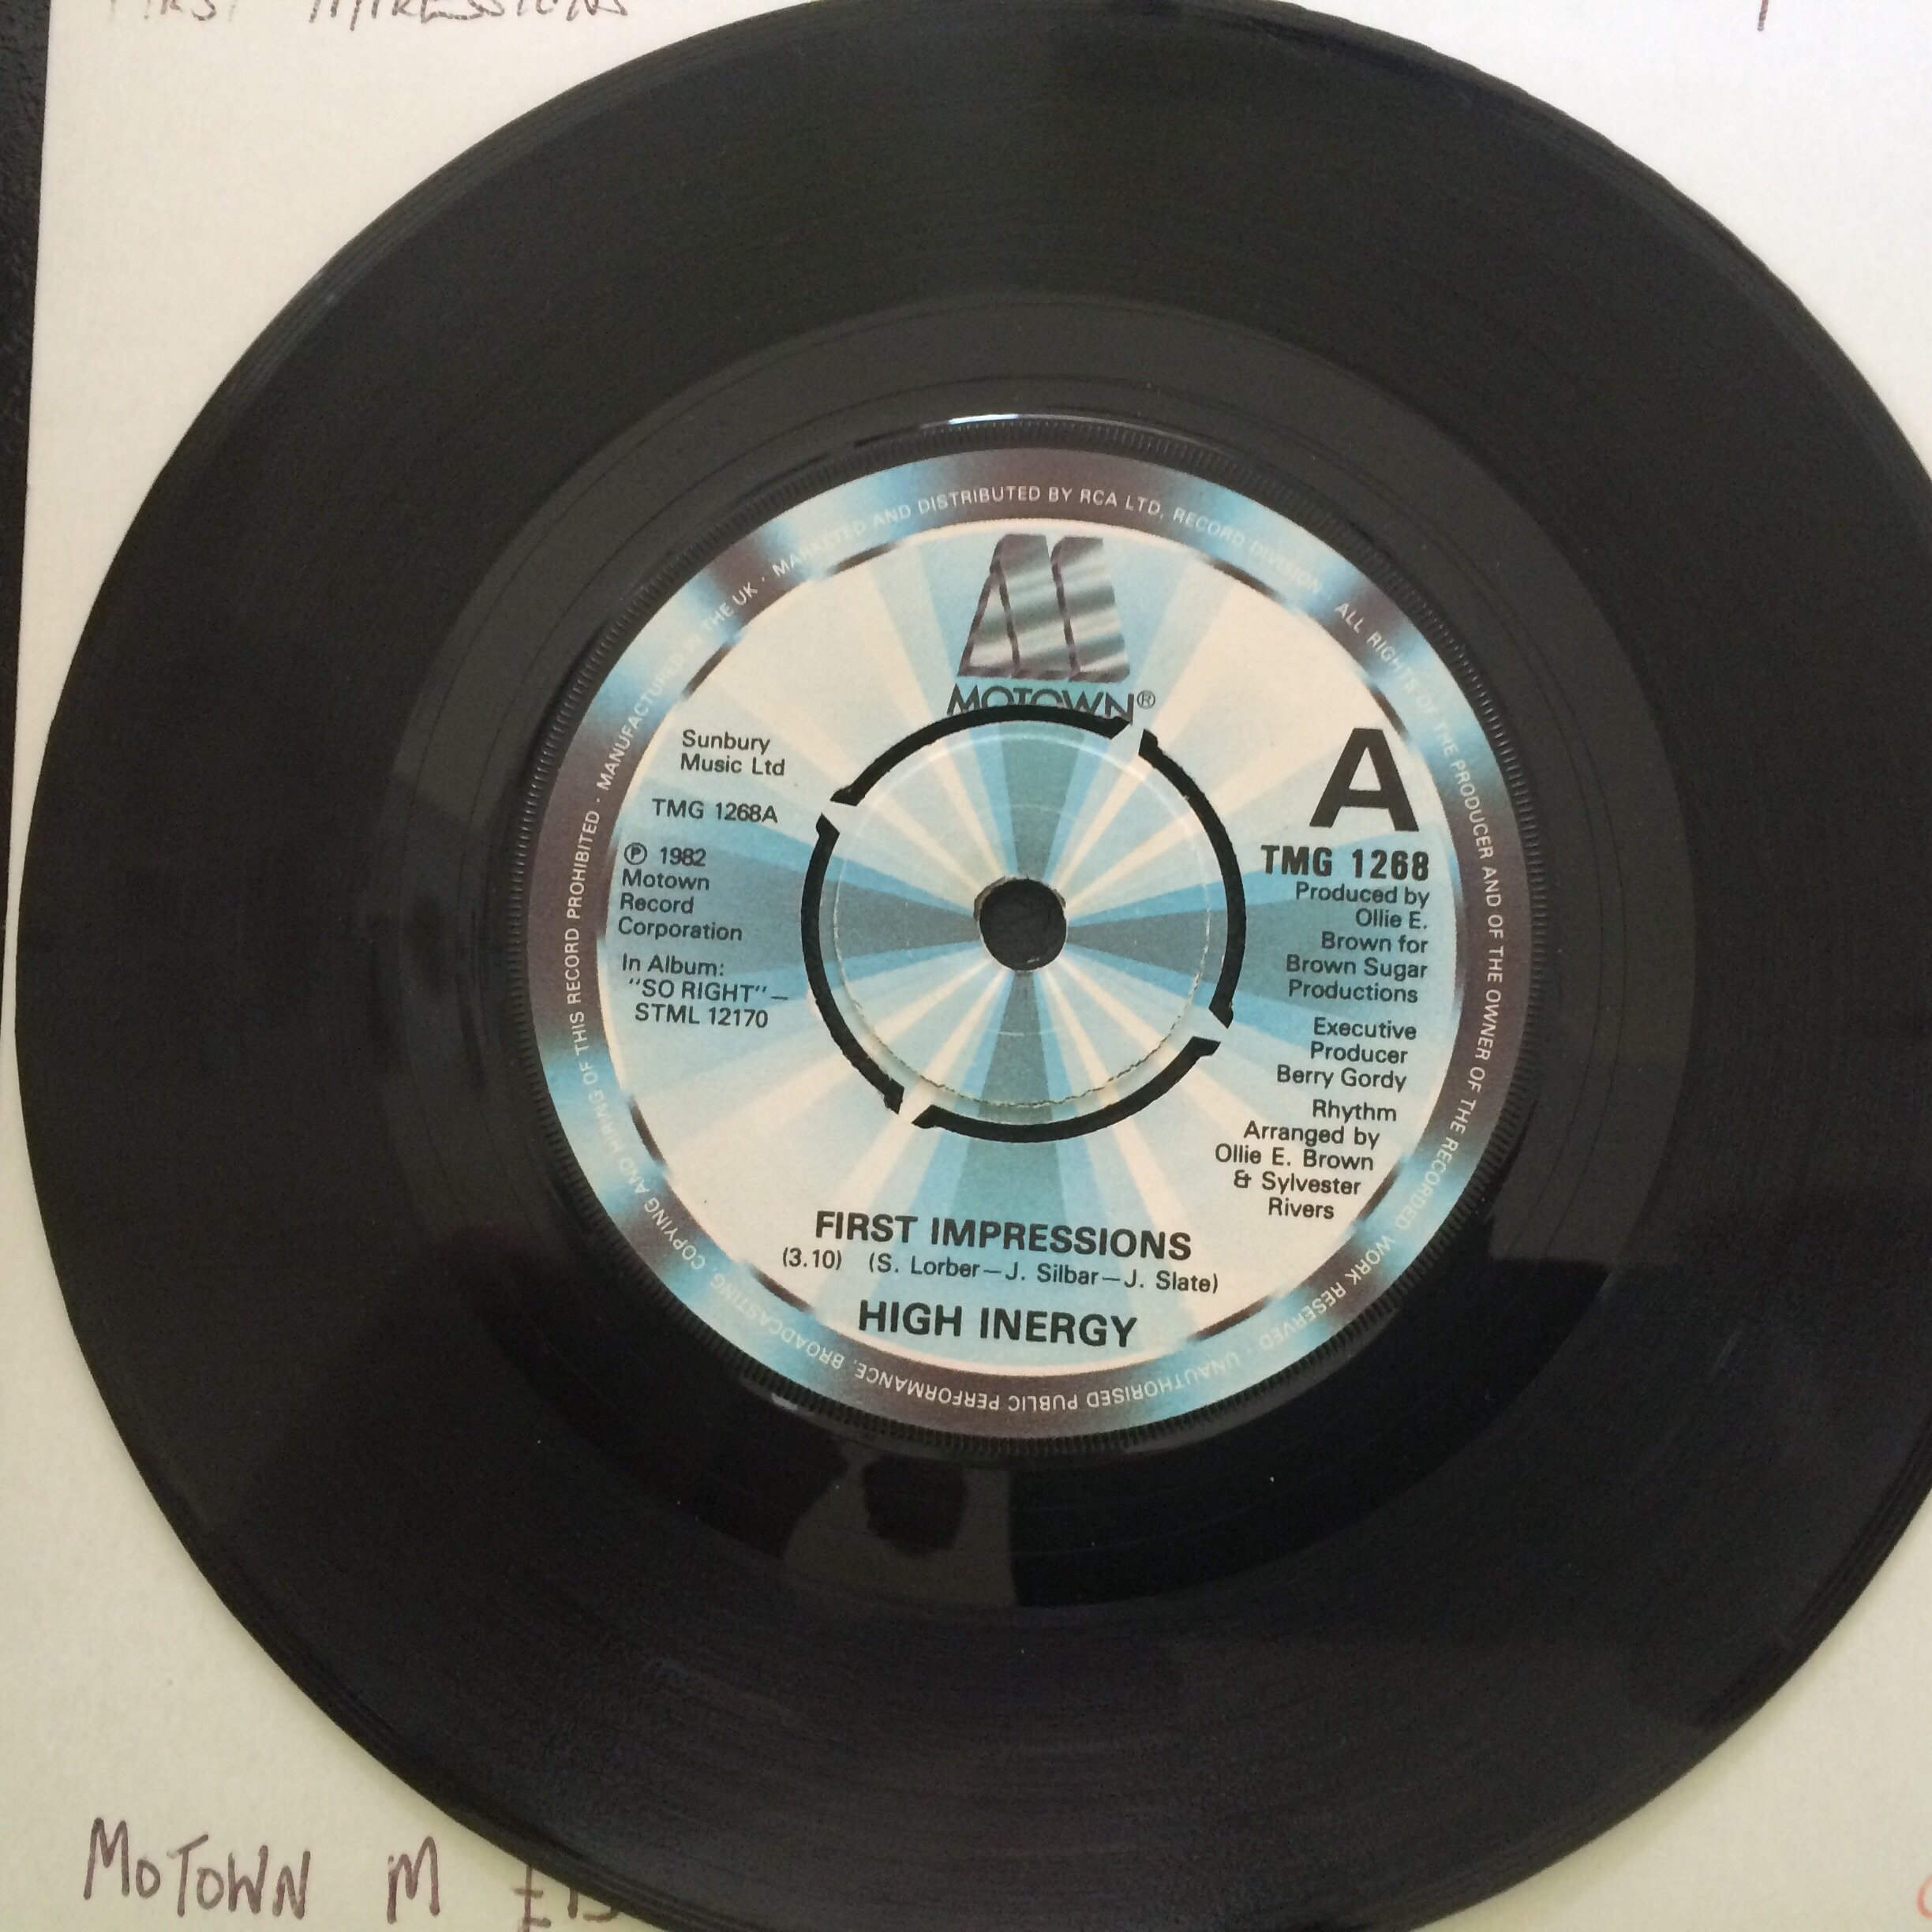 FIRST IMPRESSIONS
MANUFACTURED IN THE UK · MARKETED AND DISTRIBUTED BY RCA LTD, RECORD DIVISION · ALL RIGHTS OF THE PRODUCER AND OF THE OWNER OF THE RECORDED WORK RESERVED · UNAUTHORISED PUBLIC PERFORMANCE, BROADCASTING, COPYING AND HIRING OF THIS RECORD PROHIBITED ·
MOTOWN®
Sunbury
Music Ltd
TMG 1268A
Ⓟ 1982
Motown
Record
Corporation
In Album:
"SO RIGHT"—
STML 12170
A
TMG 1268
Produced by
Ollie E.
Brown for
Brown Sugar
Productions
Executive
Producer
Berry Gordy
Rhythm
Arranged by
Ollie E. Brown
& Sylvester
Rivers
FIRST IMPRESSIONS
(3.10) (S. Lorber—J. Silbar—J. Slate)
HIGH INERGY
MOTOWN M £15